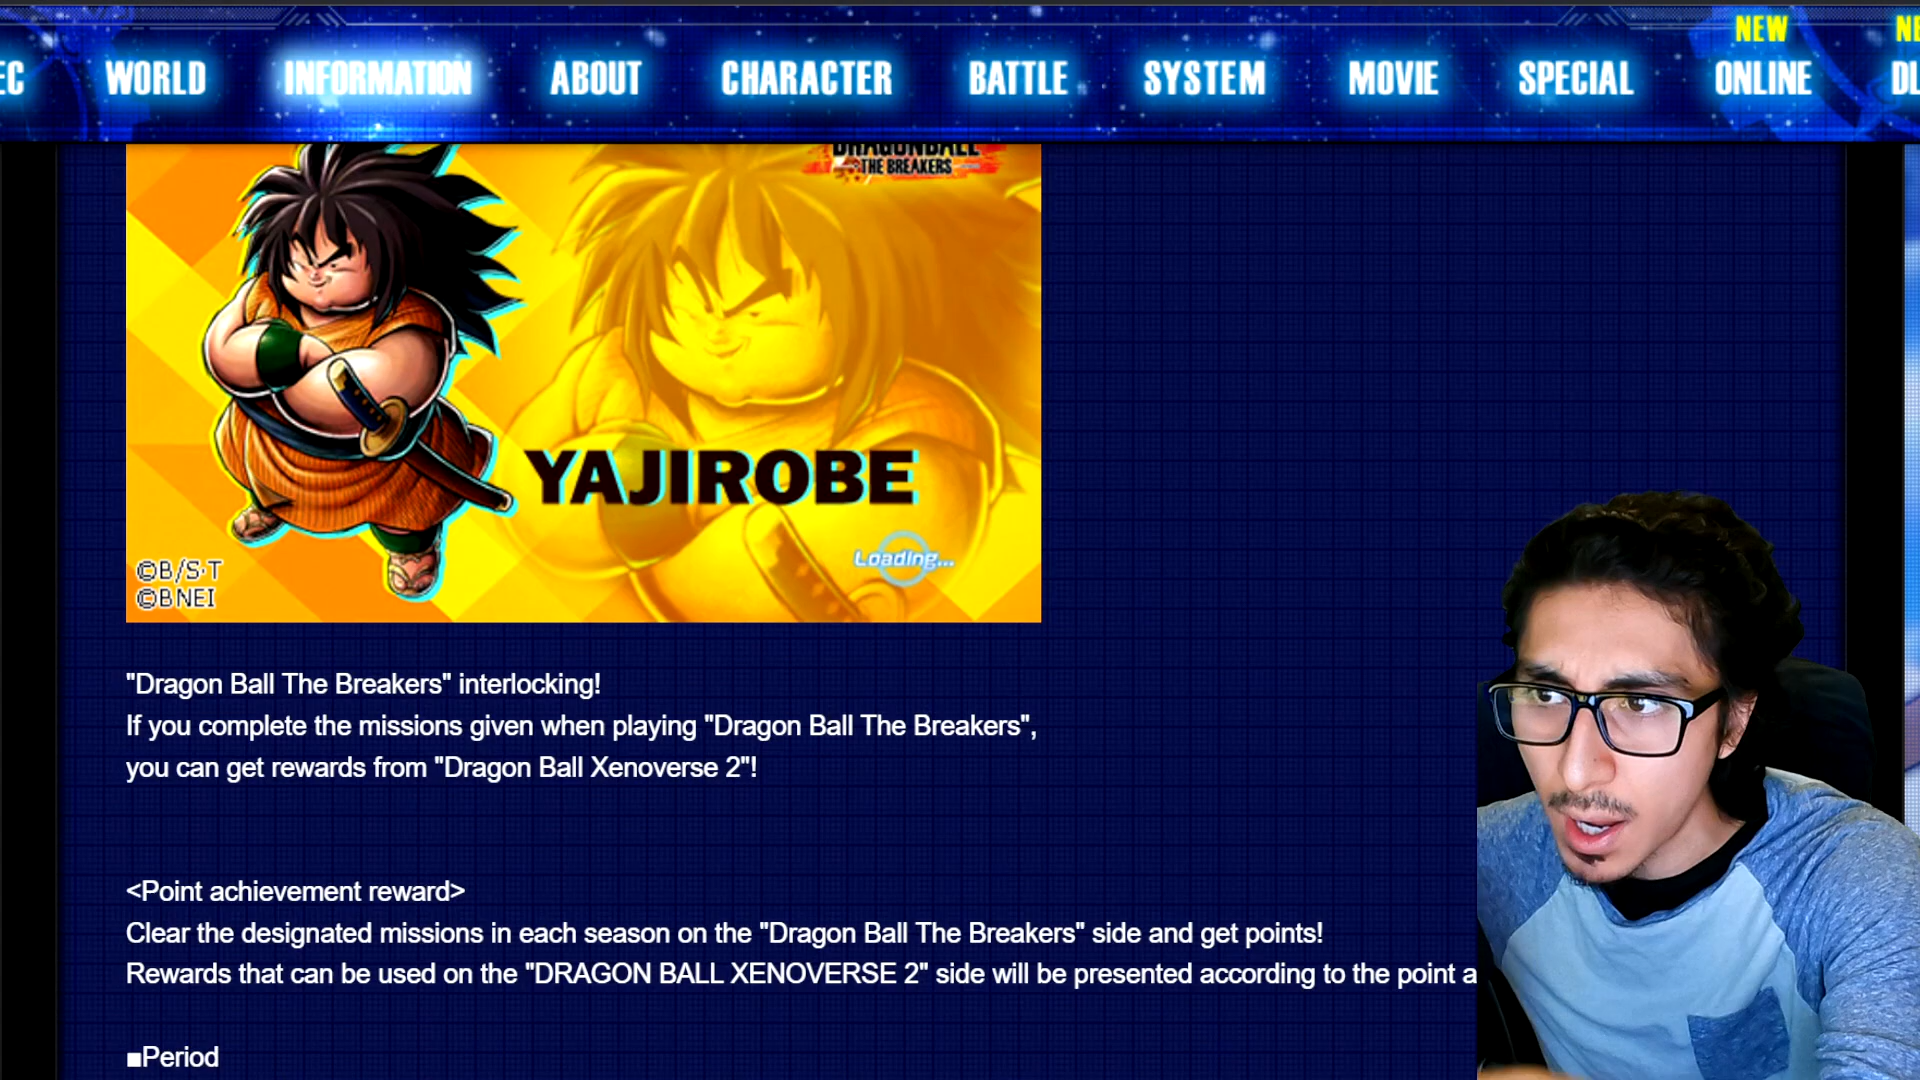 NEW
NE
EC WORLD INFORMATION ABOUT CHARACTER BATTLE SYSTEM MOVIE SPECIAL ONLINE DL
DRAGONBALL
THE BREAKERS
YAJIROBE
Loading...
©B/S·T
©BNEI
"Dragon Ball The Breakers" interlocking!
If you complete the missions given when playing "Dragon Ball The Breakers",
you can get rewards from "Dragon Ball Xenoverse 2"!
<Point achievement reward>
Clear the designated missions in each season on the "Dragon Ball The Breakers" side and get points!
Rewards that can be used on the "DRAGON BALL XENOVERSE 2" side will be presented according to the point a
■Period